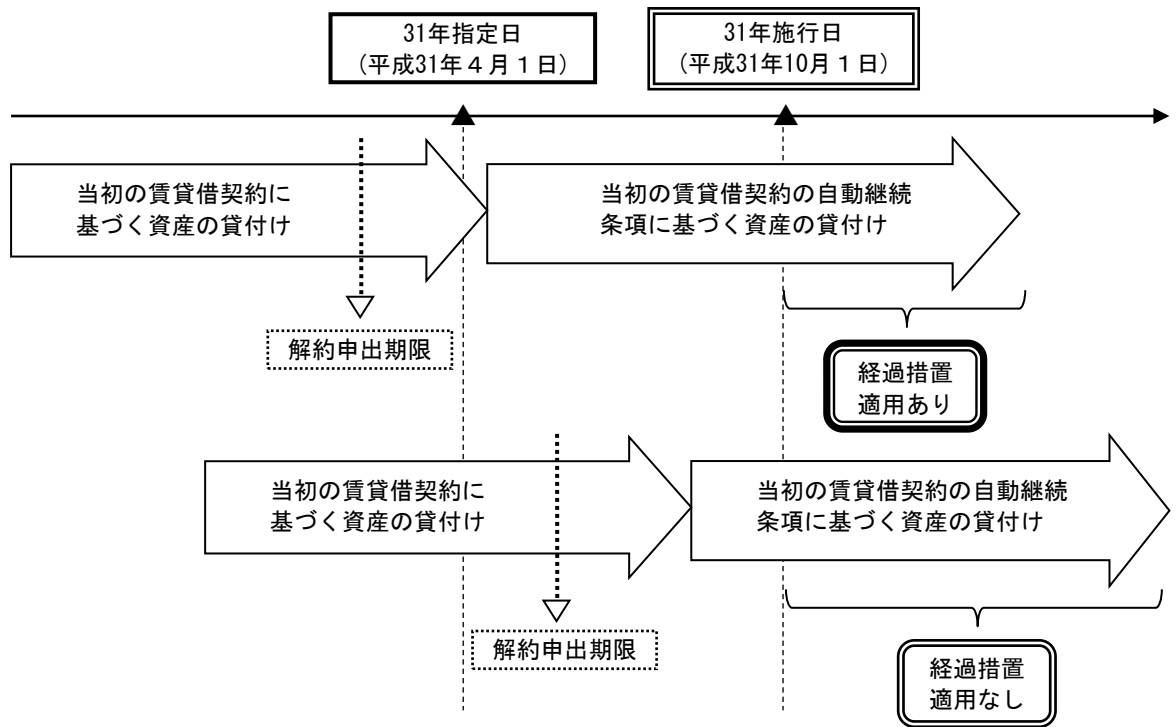 31年指定日
（平成31年４月１日）
31年施行日
（平成31年10月１日）
当初の賃貸借契約に
基づく資産の貸付け
当初の賃貸借契約の自動継続
条項に基づく資産の貸付け
解約申出期限
経過措置
適用あり
当初の賃貸借契約に
基づく資産の貸付け
当初の賃貸借契約の自動継続
条項に基づく資産の貸付け
解約申出期限
経過措置
適用なし